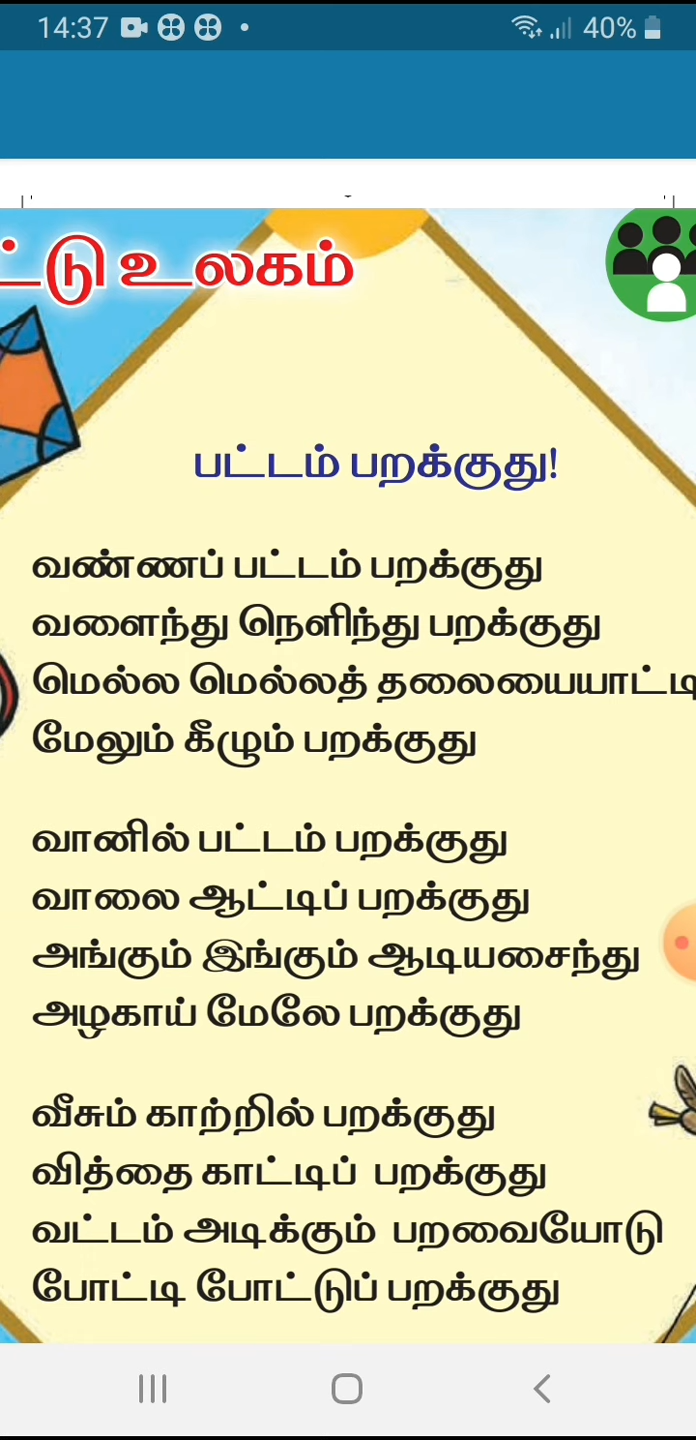 14:37
40%
உலகம்
பட்டம் பறக்குது!
வண்ணப் பட்டம் பறக்குது
வளைந்து நெளிந்து பறக்குது
மெல்ல மெல்லத் தலையையாட்டி
மேலும் கீழும் பறக்குது
வானில் பட்டம் பறக்குது
வாலை ஆட்டிப் பறக்குது
அங்கும் இங்கும் ஆடியசைந்து
அழகாய் மேலே பறக்குது
வீசும் காற்றில் பறக்குது
வித்தை காட்டிப் பறக்குது
வட்டம் அடிக்கும் பறவையோடு
போட்டி போட்டுப் பறக்குது